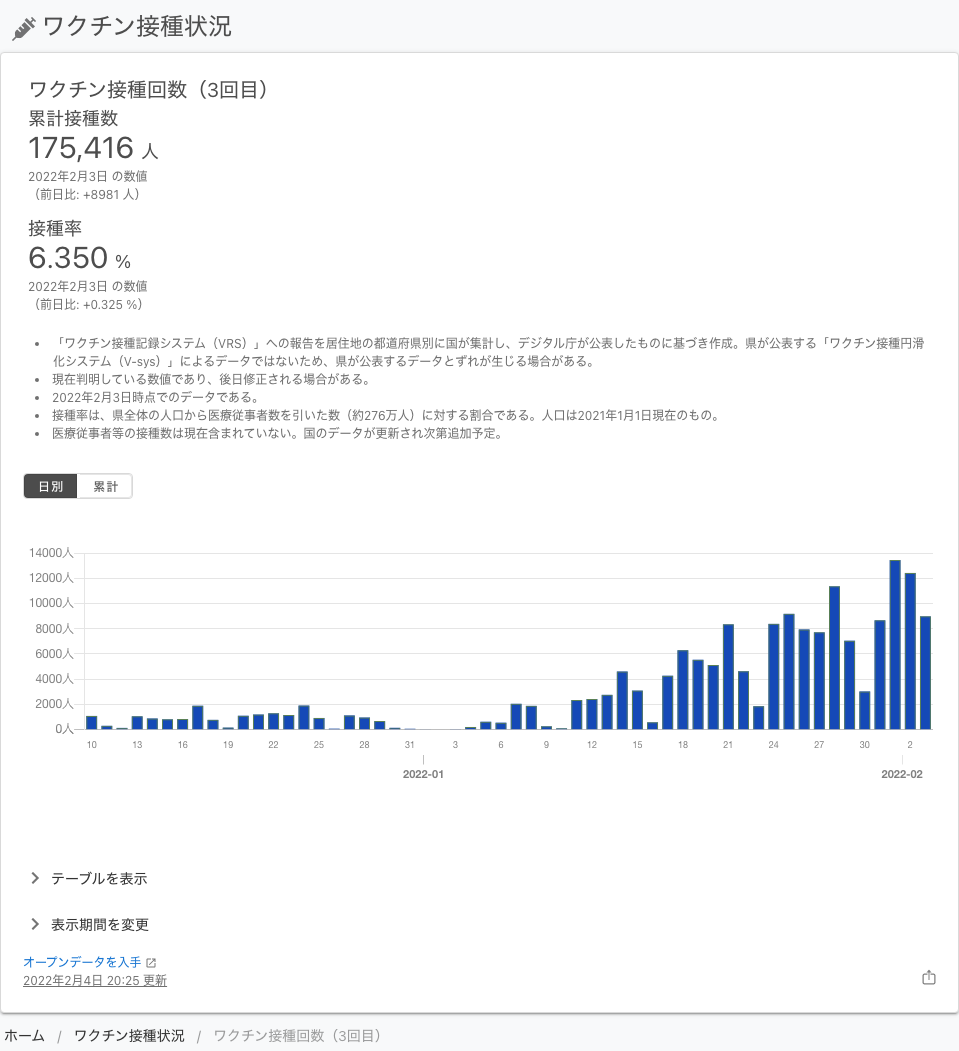 ワクチン接種状況
ワクチン接種回数（3回目）
累計接種数
175,416 人
2022年2月3日 の数値
（前日比: +8981 人）
接種率
6.350 %
2022年2月3日 の数値
（前日比: +0.325 %）
• 「ワクチン接種記録システム（VRS）」への報告を居住地の都道府県別に国が集計し、デジタル庁が公表したものに基づき作成。県が公表する「ワクチン接種円滑
化システム（V-sys）」によるデータではないため、県が公表するデータとずれが生じる場合がある。
• 現在判明している数値であり、後日修正される場合がある。
• 2022年2月3日時点でのデータである。
• 接種率は、県全体の人口から医療従事者数を引いた数（約276万人）に対する割合である。人口は2021年1月1日現在のもの。
• 医療従事者等の接種数は現在含まれていない。国のデータが更新され次第追加予定。
日別 累計
14000人
12000人
10000人
8000人
6000人
4000人
2000人
0人
10 13 16 19 22 25 28 31 3 6 9 12 15 18 21 24 27 30 2
2022-01 2022-02
テーブルを表示
表示期間を変更
オープンデータを入手
2022年2月4日 20:25 更新
ホーム / ワクチン接種状況 / ワクチン接種回数（3回目）